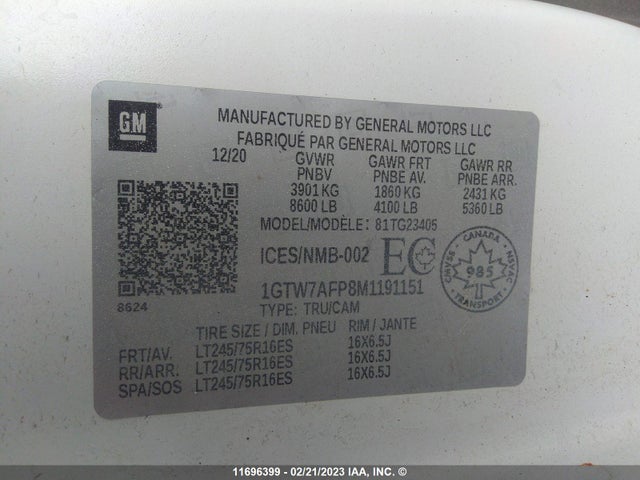 GM
MANUFACTURED BY GENERAL MOTORS LLC
FABRIQUÉ PAR GENERAL MOTORS LLC
12/20 GVWR GAWR FRT GAWR RR
PNBV PNBE AV. PNBE ARR.
3901 KG 1860 KG 2431 KG
8600 LB 4100 LB 5360 LB
MODEL/MODÈLE: 81TG23405
ICES/NMB-002 EC
CANADA
985
NSVAC
SNVAC
TRANSPORTS
1GTW7AFP8M1191151
8624
TYPE: TRU/CAM
TIRE SIZE / DIM. PNEU RIM / JANTE
FRT/AV. LT245/75R16ES 16X6.5J
RR/ARR. LT245/75R16ES 16X6.5J
SPA/SOS LT245/75R16ES 16X6.5J
11696399 - 02/21/2023 IAA, INC. ©